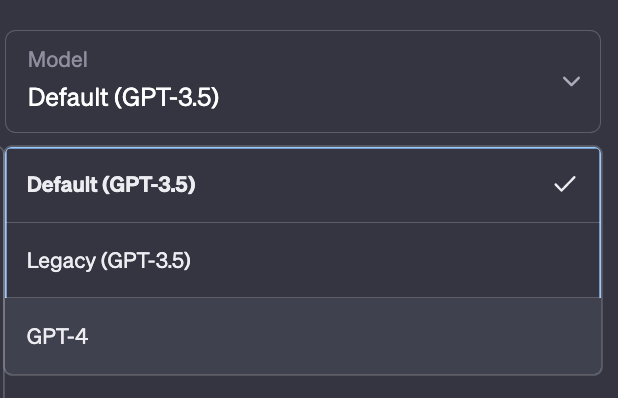 Model
Default (GPT-3.5)
Default (GPT-3.5)
Legacy (GPT-3.5)
GPT-4